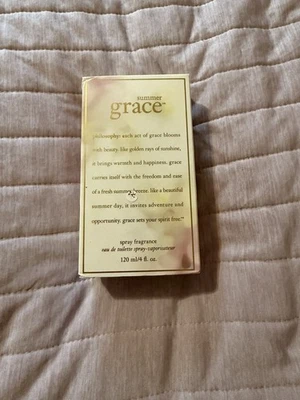 summer
grace™
philosophy: each act of grace blooms
with beauty. like golden rays of sunshine,
it brings warmth and happiness. grace
carries itself with the freedom and ease
of a fresh summer breeze. like a beautiful
summer day, it invites adventure and
opportunity. grace sets your spirit free.™
spray fragrance
eau de toilette spray-vaporisateur
120 ml/4 fl. oz.